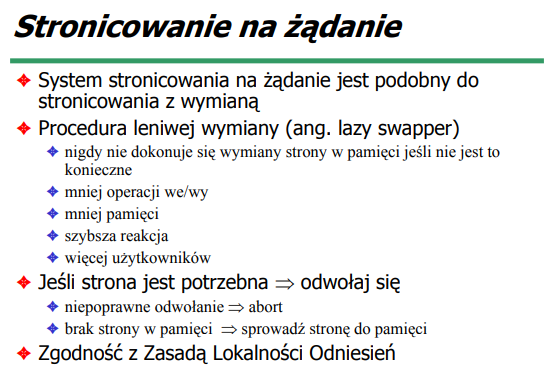 Stronicowanie na żądanie
System stronicowania na żądanie jest podobny do
stronicowania z wymianą
Procedura leniwej wymiany (ang. lazy swapper)
nigdy nie dokonuje się wymiany strony w pamięci jeśli nie jest to
konieczne
mniej operacji we/wy
mniej pamięci
szybsza reakcja
więcej użytkowników
Jeśli strona jest potrzebna ⇒ odwołaj się
niepoprawne odwołanie ⇒ abort
brak strony w pamięci ⇒ sprowadź stronę do pamięci
Zgodność z Zasadą Lokalności Odniesień